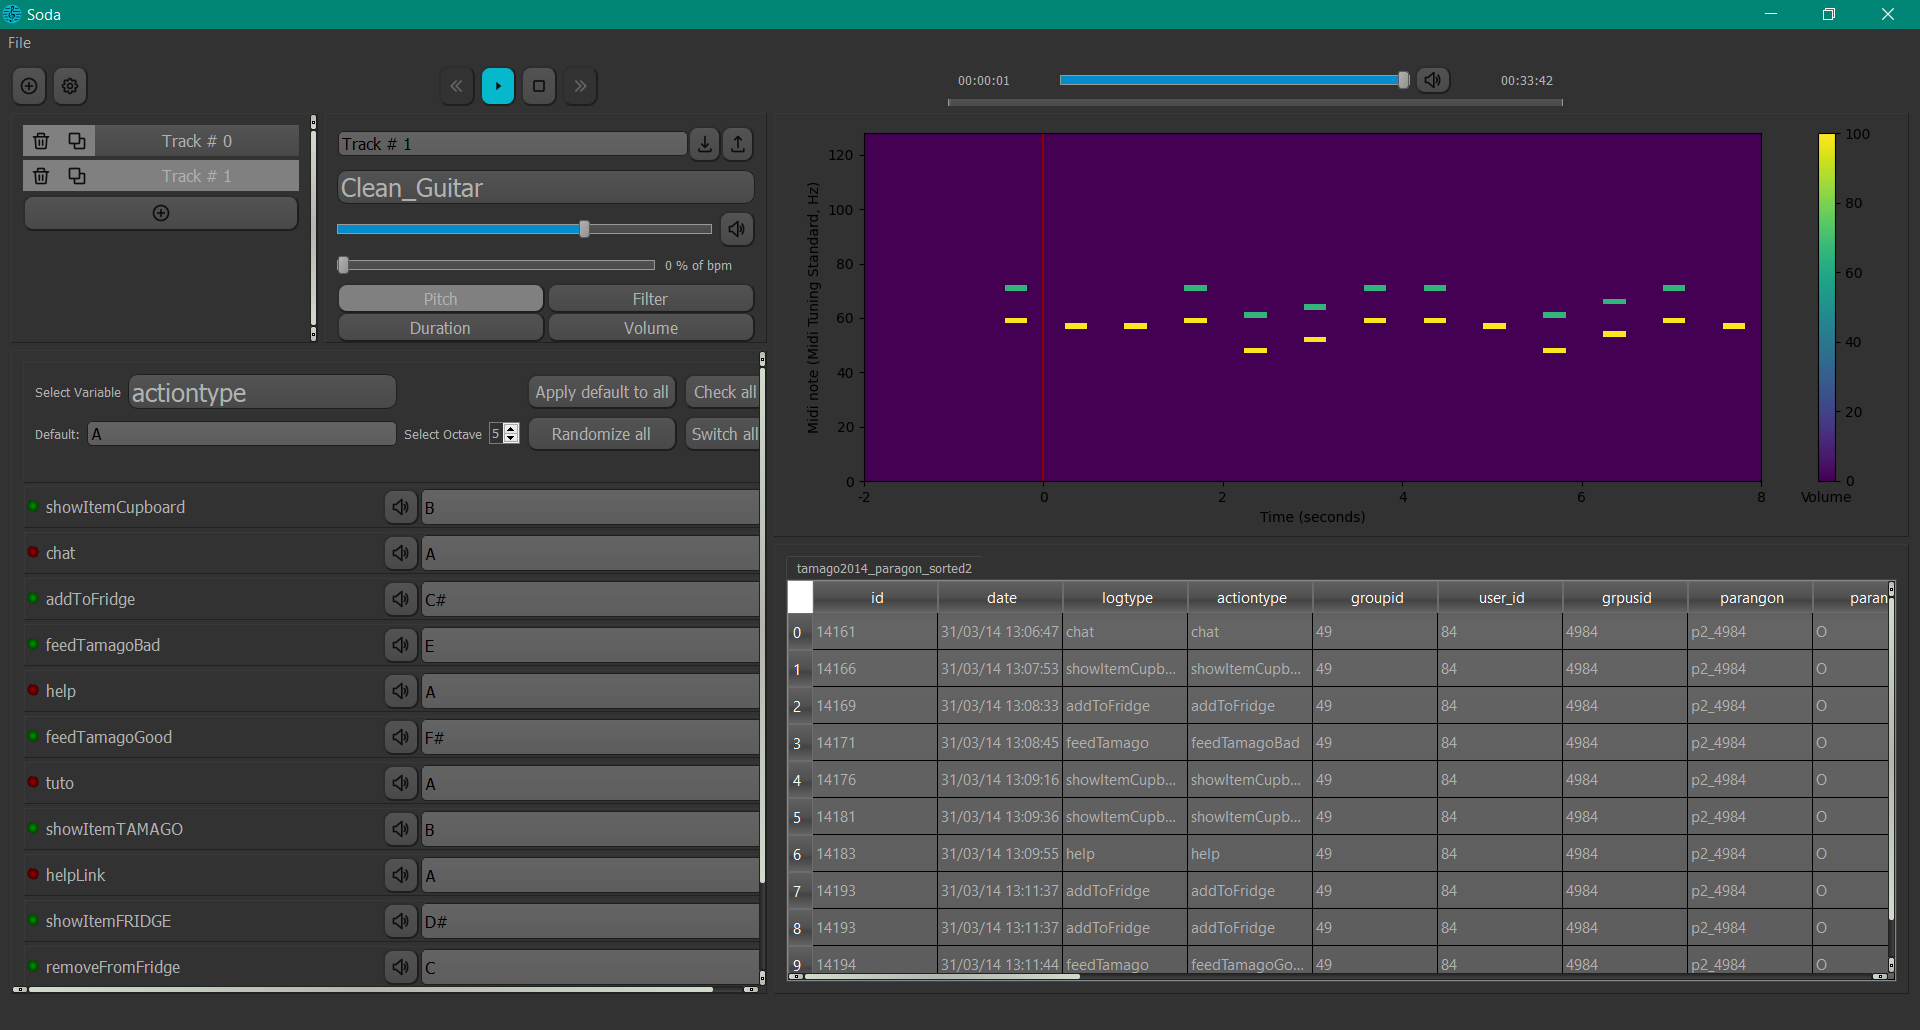 Soda
File
00:00:01
00:33:42
Track # 0
Track # 1
Track # 1
Clean_Guitar
0 % of bpm
Pitch
Filter
Duration
Volume
Select Variable
actiontype
Apply default to all
Check all
Default:
A
Select Octave
5
Randomize all
Switch all
showItemCupboard
B
chat
A
addToFridge
C#
feedTamagoBad
E
help
A
feedTamagoGood
F#
tuto
A
showItemTAMAGO
B
helpLink
A
showItemFRIDGE
D#
removeFromFridge
C
Midi note (Midi Tuning Standard, Hz)
120
100
80
60
40
20
0
-2
0
2
4
6
8
Time (seconds)
100
80
60
40
20
0
Volume
tamago2014_paragon_sorted2
id date logtype actiontype groupid user_id grpusid parangon paran
0 14161 31/03/14 13:06:47 chat chat 49 84 4984 p2_4984 O
1 14166 31/03/14 13:07:53 showItemCupb... showItemCupb... 49 84 4984 p2_4984 O
2 14169 31/03/14 13:08:33 addToFridge addToFridge 49 84 4984 p2_4984 O
3 14171 31/03/14 13:08:45 feedTamago feedTamagoBad 49 84 4984 p2_4984 O
4 14176 31/03/14 13:09:16 showItemCupb... showItemCupb... 49 84 4984 p2_4984 O
5 14181 31/03/14 13:09:36 showItemCupb... showItemCupb... 49 84 4984 p2_4984 O
6 14183 31/03/14 13:09:55 help help 49 84 4984 p2_4984 O
7 14193 31/03/14 13:11:37 addToFridge addToFridge 49 84 4984 p2_4984 O
8 14193 31/03/14 13:11:37 addToFridge addToFridge 49 84 4984 p2_4984 O
9 14194 31/03/14 13:11:44 feedTamago feedTamagoGo... 49 84 4984 p2_4984 O